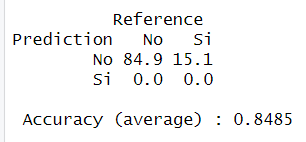 Reference
Prediction No Si
No 84.9 15.1
Si 0.0 0.0
Accuracy (average) : 0.8485